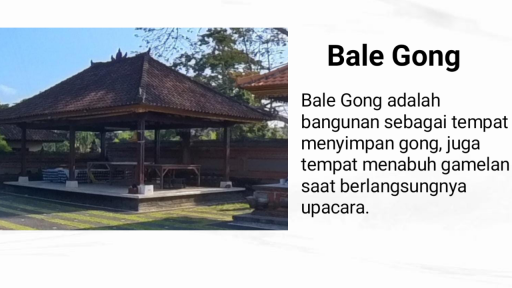 Bale Gong
Bale Gong adalah
bangunan sebagai tempat
menyimpan gong, juga
tempat menabuh gamelan
saat berlangsungnya
upacara.